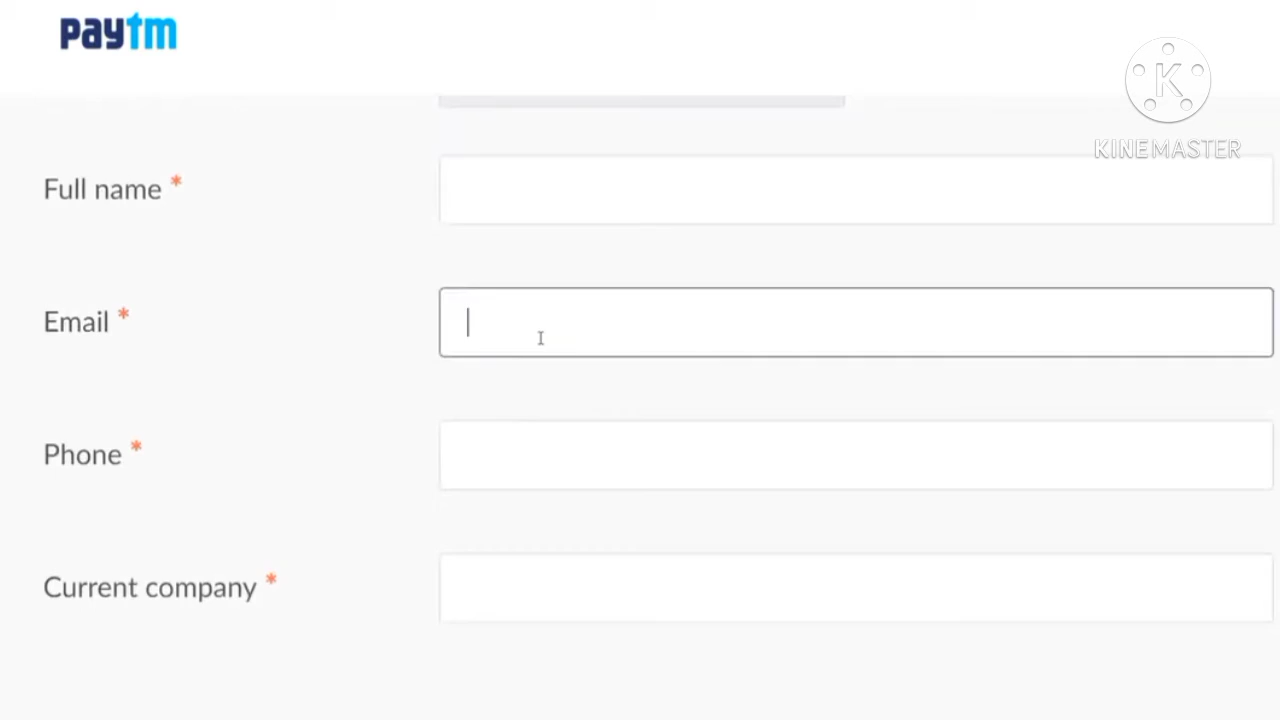 paytm
K
KINEMASTER
Full name *
Email *
Phone *
Current company *